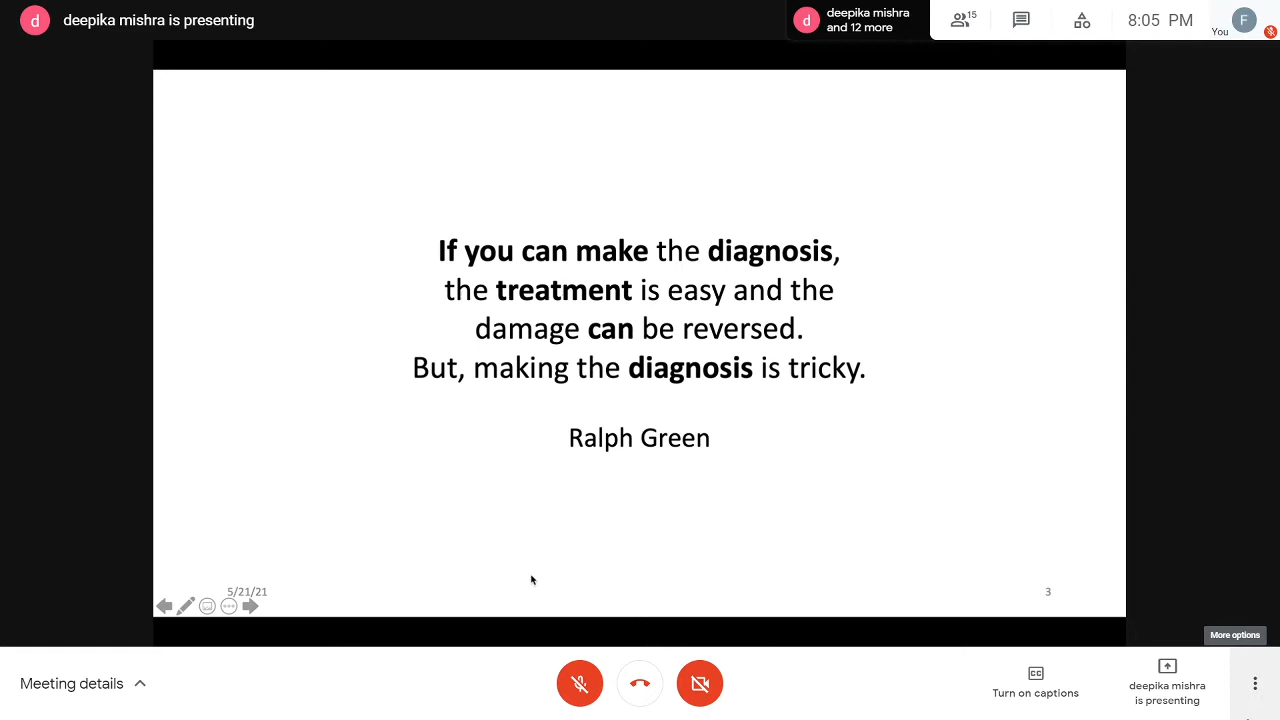 d deepika mishra is presenting
d deepika mishra
and 12 more
15
8:05 PM
F
You
If you can make the diagnosis,
the treatment is easy and the
damage can be reversed.
But, making the diagnosis is tricky.
Ralph Green
5/21/21
3
More options
Meeting details
CC
Turn on captions
deepika mishra
is presenting